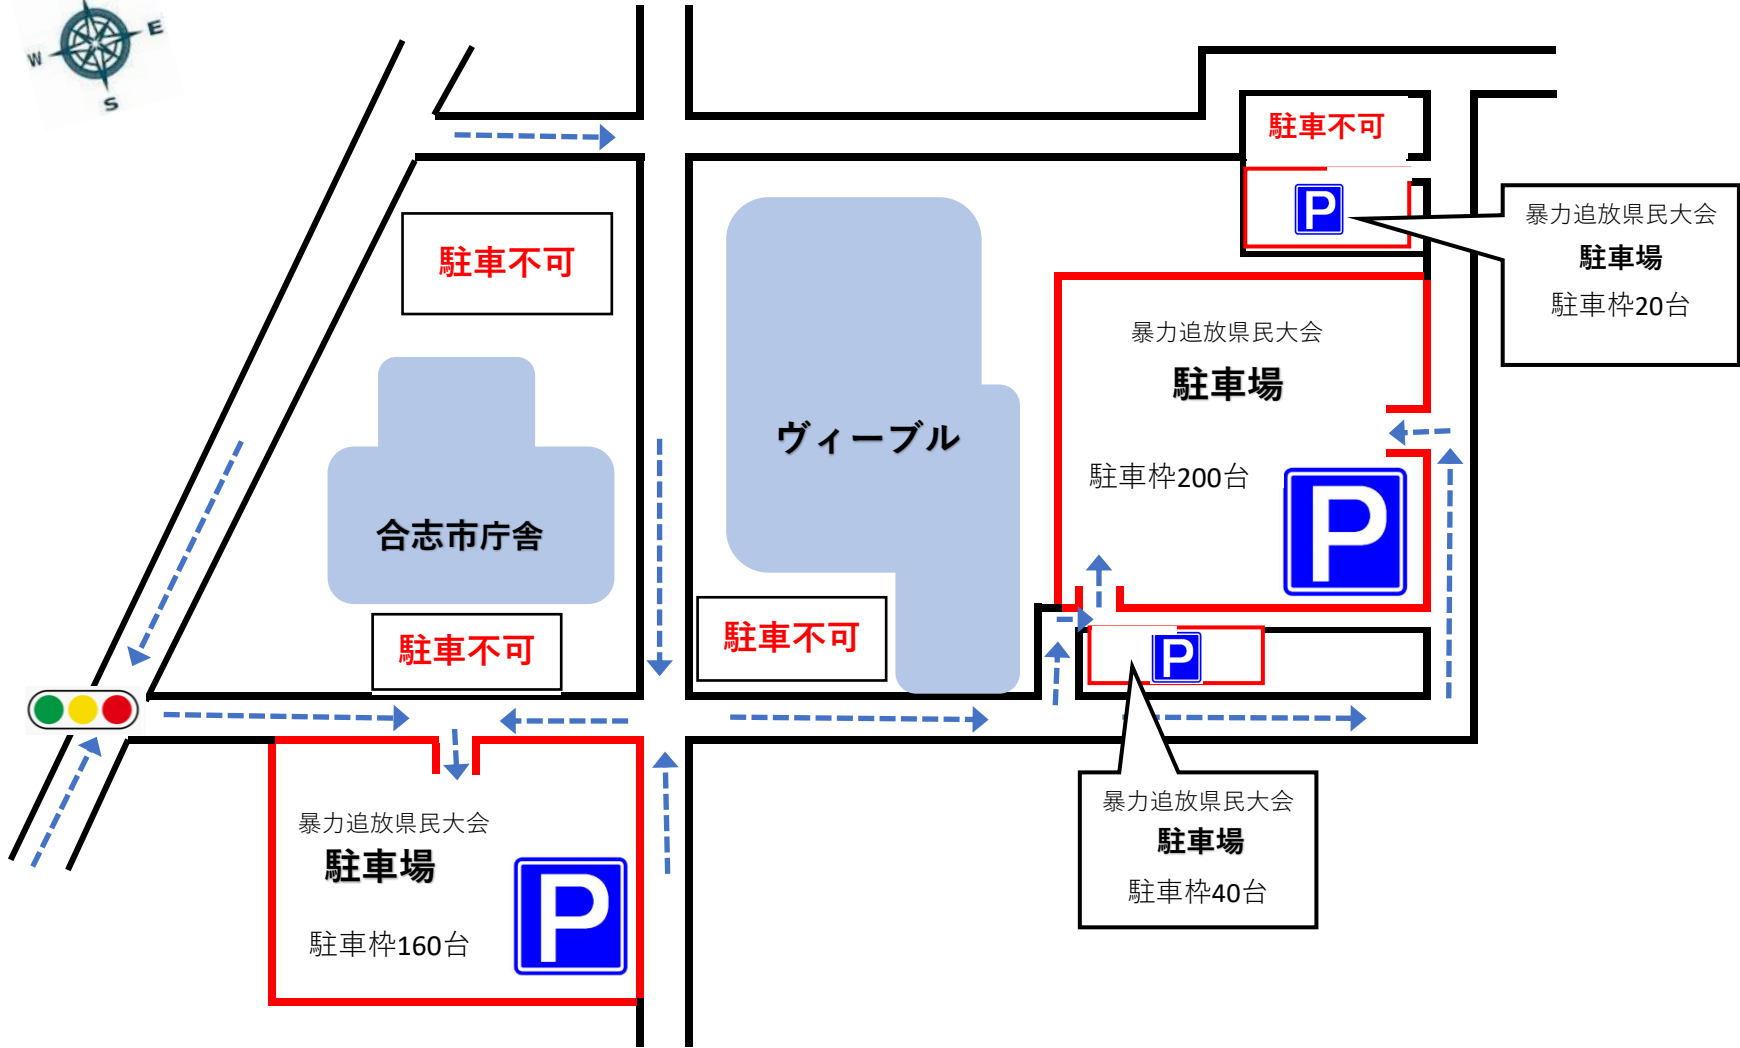 E
W
S
駐車不可
駐車不可
暴力追放県民大会
駐車場
駐車枠20台
P
暴力追放県民大会
駐車場
駐車枠200台
P
ヴィーブル
合志市庁舎
駐車不可
駐車不可
P
暴力追放県民大会
駐車場
駐車枠40台
暴力追放県民大会
駐車場
駐車枠160台
P